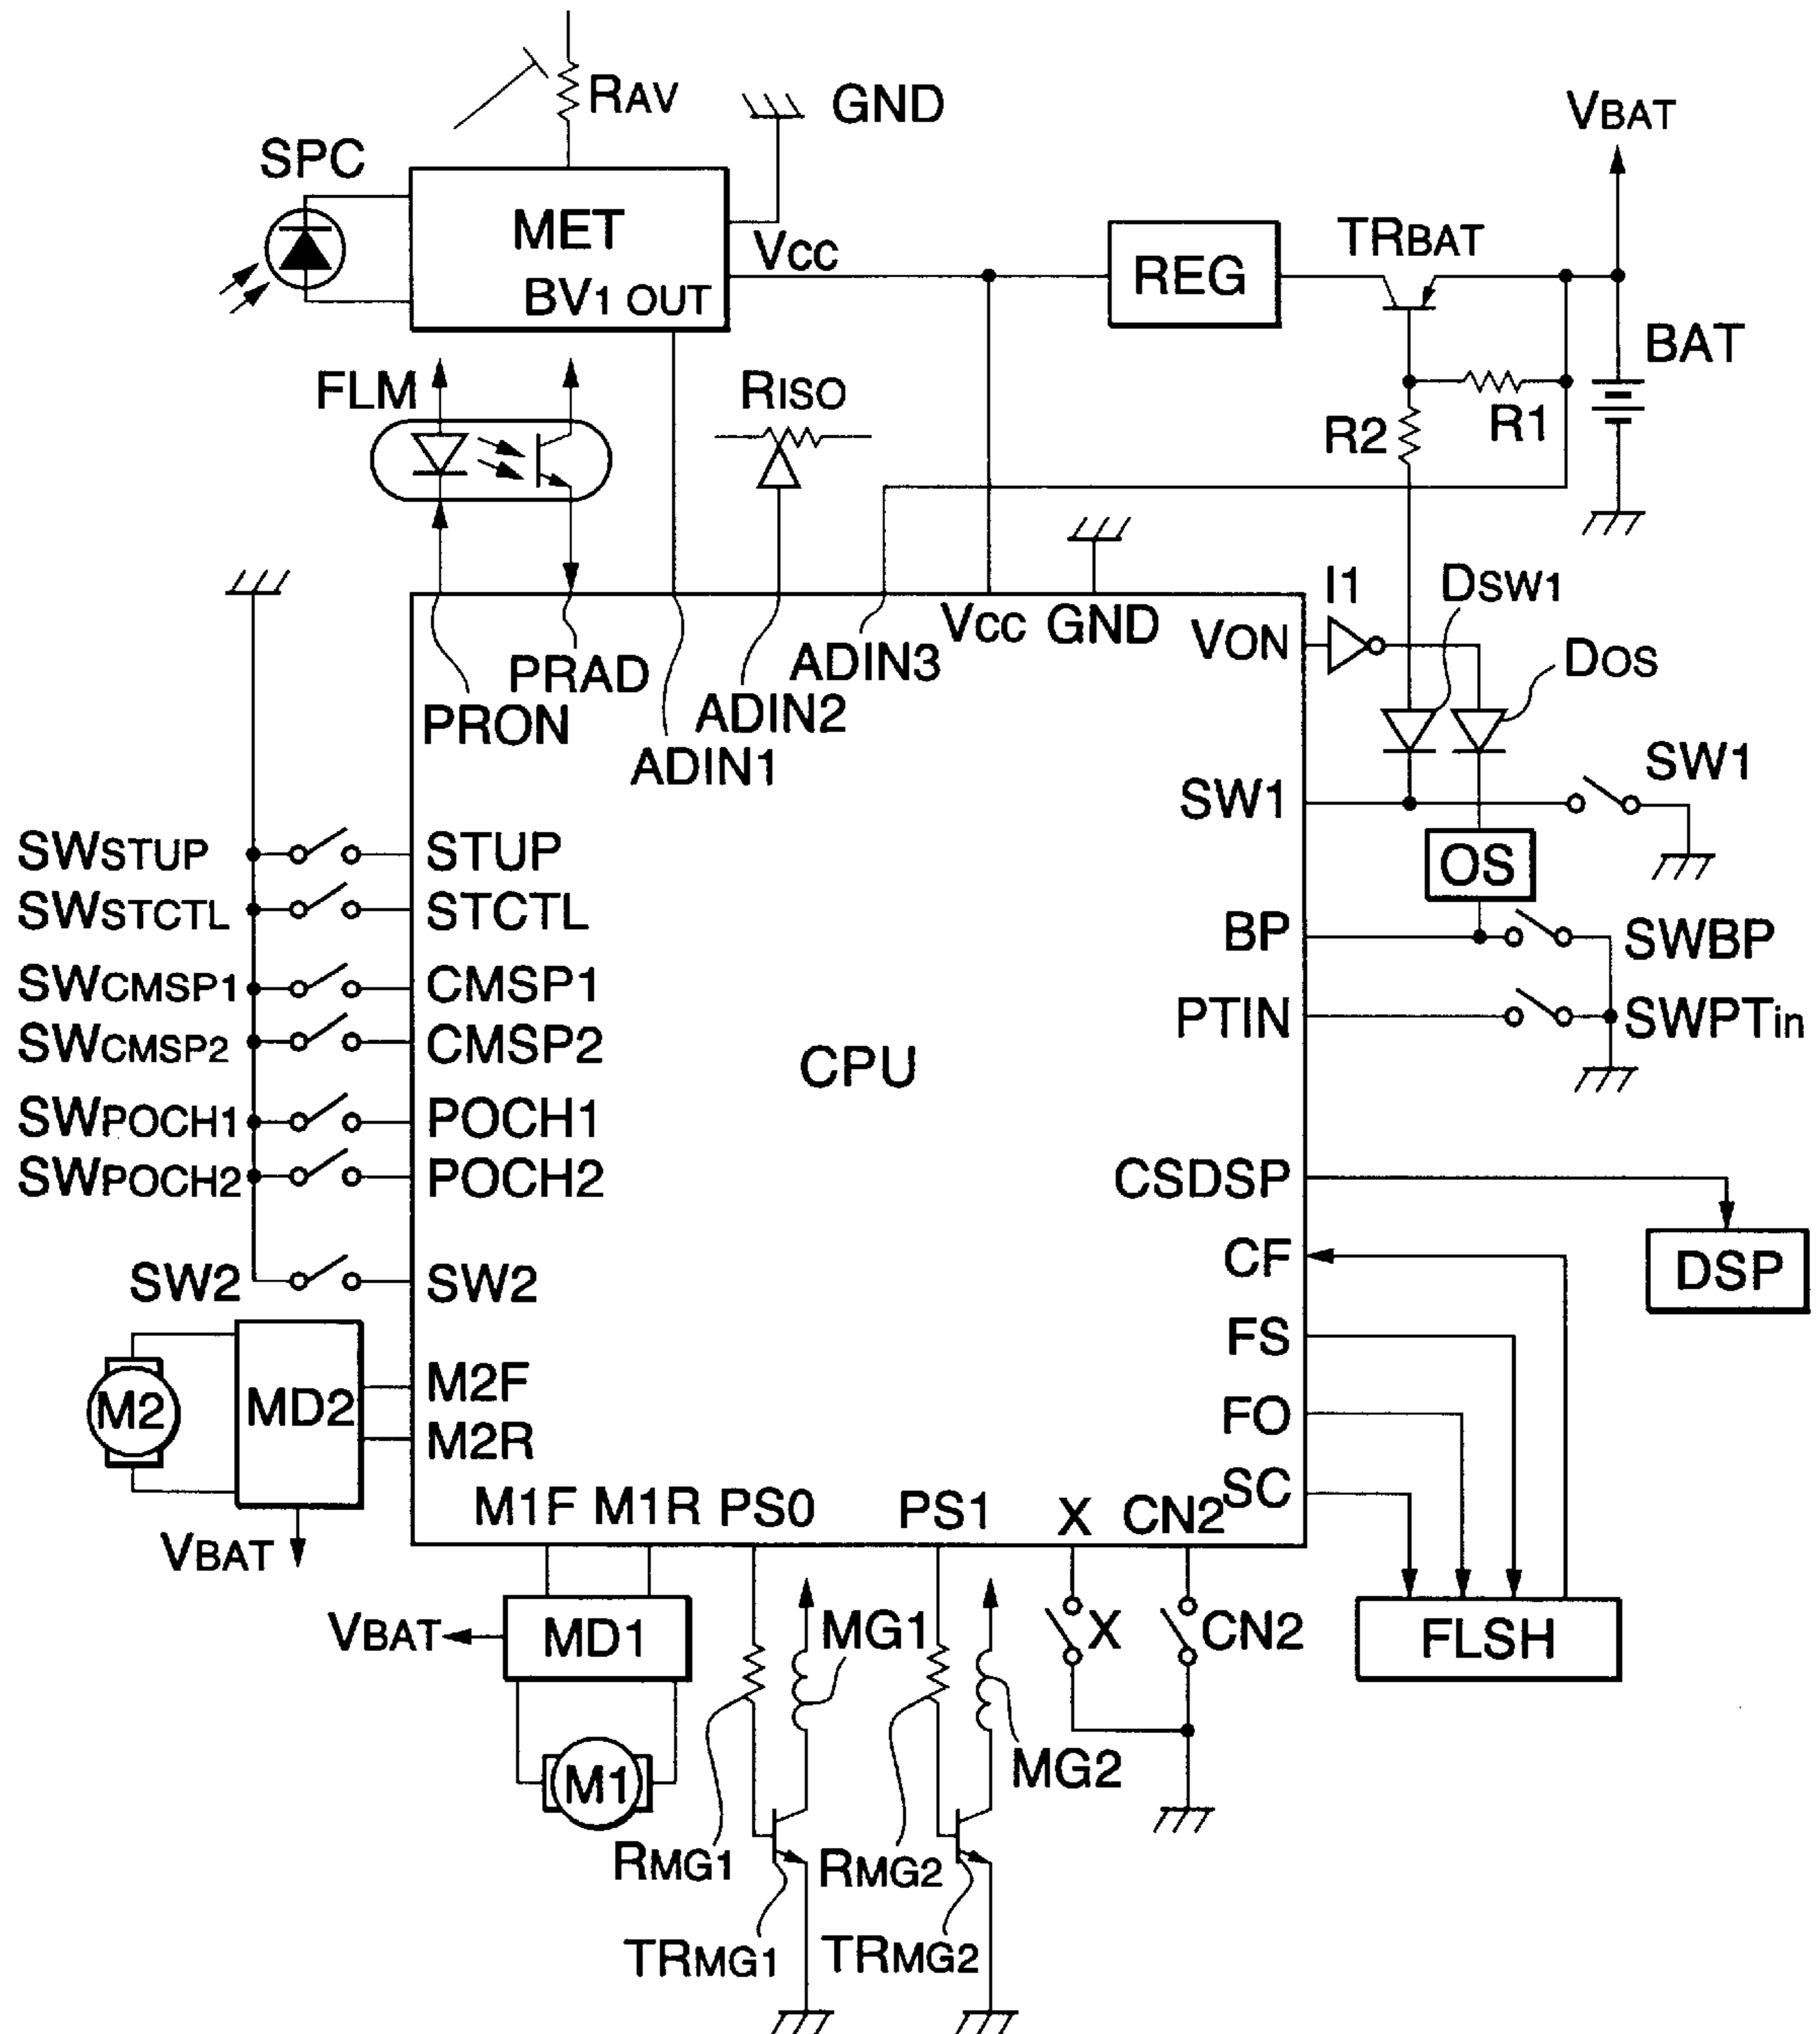 RAV
GND
VBAT
SPC
MET
VCC
REG
TRBAT
BV1 OUT
BAT
FLM
RISO
R1
R2
I1
DSW1
VCC GND
VON
DOS
PRAD
ADIN3
PRON
ADIN2
ADIN1
SW1
SW1
SWSTUP
STUP
OS
SWSTCTL
STCTL
BP
SWBP
SWCMSP1
CMSP1
PTIN
SWPTin
SWCMSP2
CMSP2
CPU
SWPOCH1
POCH1
SWPOCH2
POCH2
CSDSP
CF
DSP
SW2
SW2
FS
M2
MD2
M2F
FO
M2R
SC
M1F M1R PS0 PS1 X CN2
VBAT
VBAT
MD1
MG1
X
CN2
FLSH
M1
MG2
RMG1
RMG2
TRMG1
TRMG2